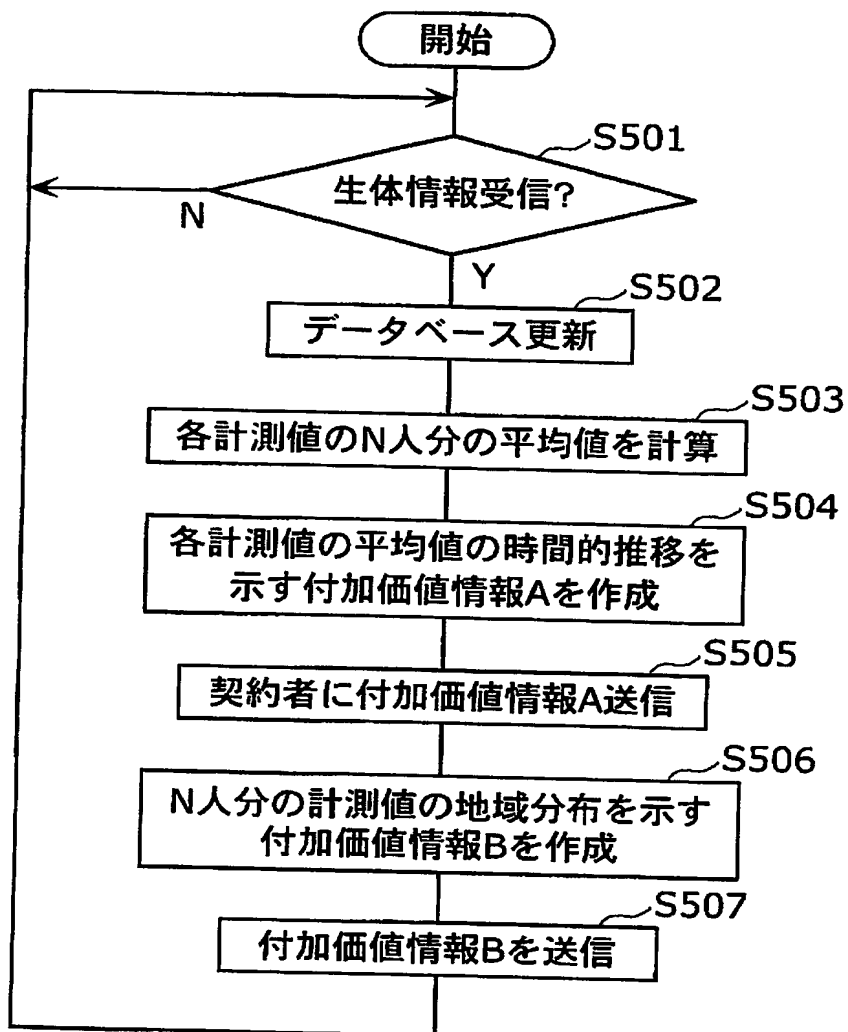 開始
S501
生体情報受信?
N
Y
S502
データベース更新
S503
各計測値のN人分の平均値を計算
S504
各計測値の平均値の時間的推移を
示す付加価値情報Aを作成
S505
契約者に付加価値情報A送信
S506
N人分の計測値の地域分布を示す
付加価値情報Bを作成
S507
付加価値情報Bを送信